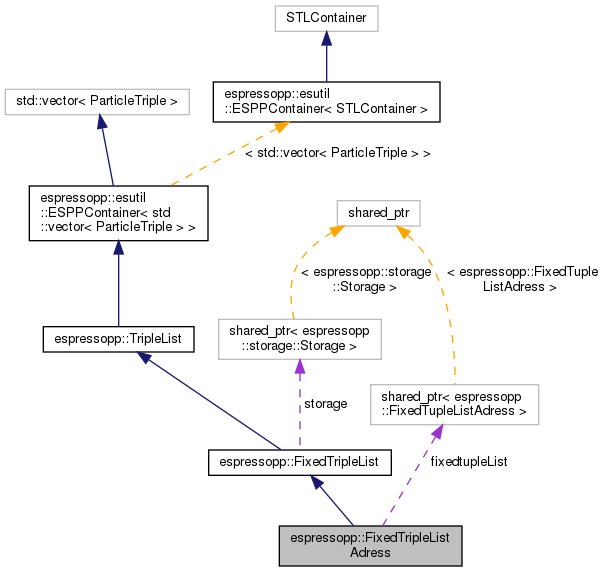 STLContainer
std::vector< ParticleTriple >
espressopp::esutil
::ESPPContainer< STLContainer >
< std::vector< ParticleTriple > >
espressopp::esutil
::ESPPContainer< std
::vector< ParticleTriple > >
shared_ptr
< espressopp::storage
::Storage >
< espressopp::FixedTuple
ListAdress >
espressopp::TripleList
shared_ptr< espressopp
::storage::Storage >
shared_ptr< espressopp
::FixedTupleListAdress >
storage
espressopp::FixedTripleList
fixedtupleList
espressopp::FixedTripleList
Adress